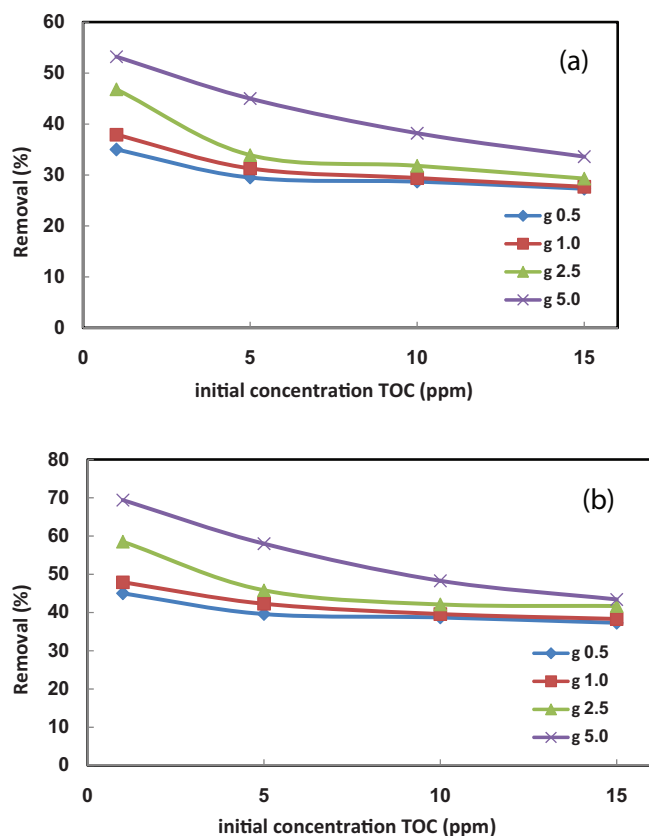 60
50
40
30
20
10
0
Removal (%)
(a)
g 0.5
g 1.0
g 2.5
g 5.0
0 5 10 15
initial concentration TOC (ppm)
80
70
60
50
40
30
20
10
0
Removal (%)
(b)
g 0.5
g 1.0
g 2.5
g 5.0
0 5 10 15
initial concentration TOC (ppm)